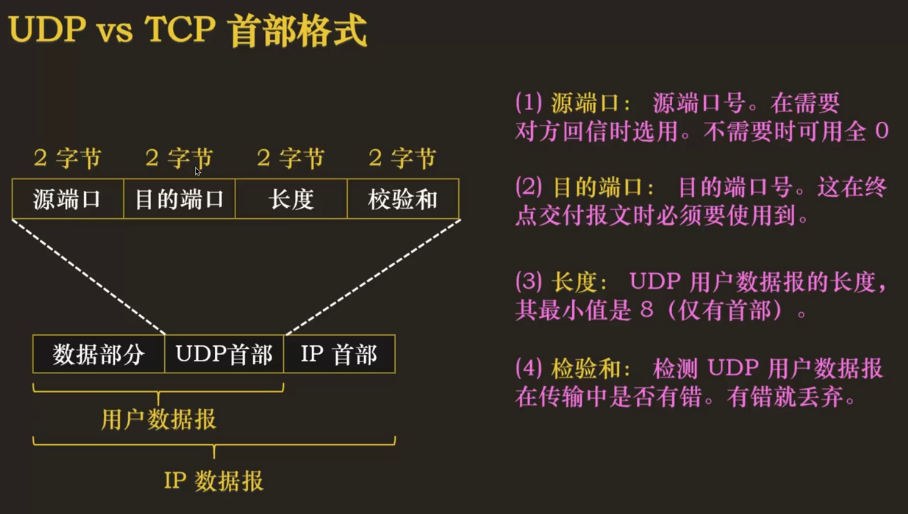 UDP vs TCP 首部格式
2 字节 2 字节 2 字节 2 字节
源端口 目的端口 长度 校验和
数据部分 UDP首部 IP 首部
用户数据报
IP 数据报
(1) 源端口： 源端口号。在需要
对方回信时选用。不需要时可用全 0
(2) 目的端口： 目的端口号。这在终
点交付报文时必须要使用到。
(3) 长度： UDP 用户数据报的长度，
其最小值是 8（仅有首部）。
(4) 检验和： 检测 UDP 用户数据报
在传输中是否有错。有错就丢弃。